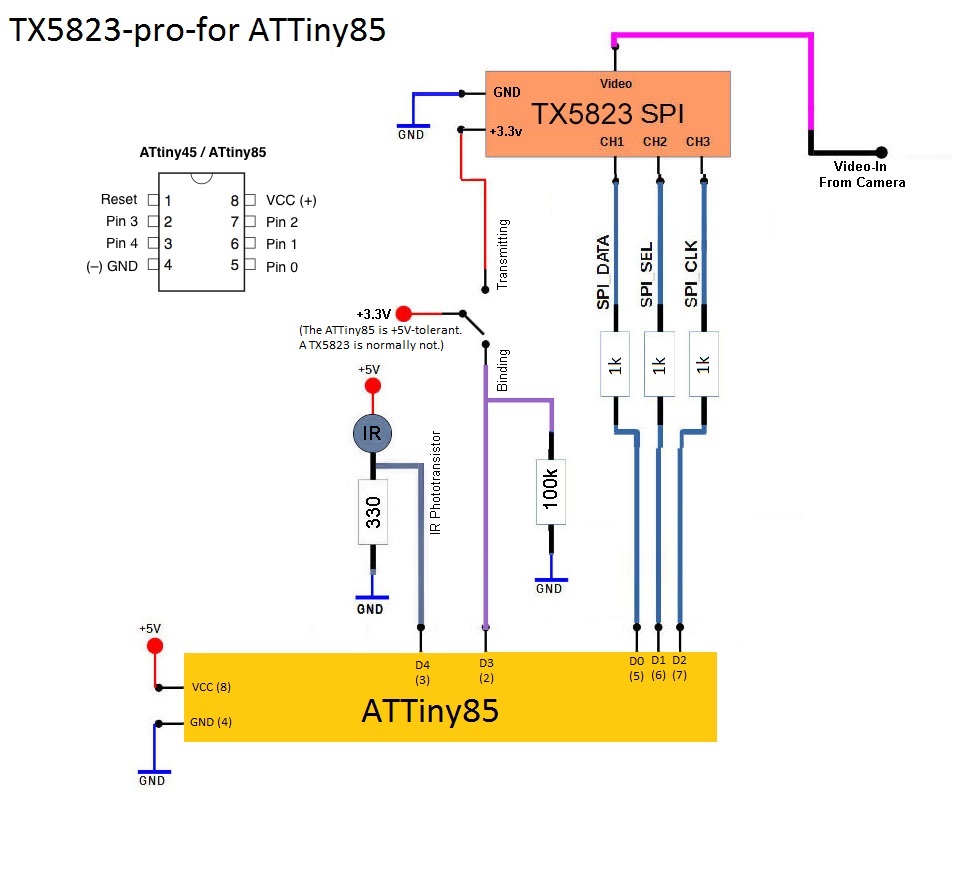 TX5823-pro-for ATTiny85
Video
GND
TX5823 SPI
+3.3v
CH1 CH2 CH3
GND
Video-In
From Camera
ATtiny45 / ATtiny85
Reset 1 8 VCC (+)
Pin 3 2 7 Pin 2
Pin 4 3 6 Pin 1
(–) GND 4 5 Pin 0
Transmitting
SPI_DATA
SPI_SEL
SPI_CLK
+3.3V
(The ATTiny85 is +5V-tolerant.
A TX5823 is normally not.)
Binding
1k
1k
1k
+5V
IR
IR Phototransistor
330
100k
GND
GND
+5V
D4
(3)
D3
(2)
D0
(5)
D1
(6)
D2
(7)
VCC (8)
GND (4)
ATTiny85
GND